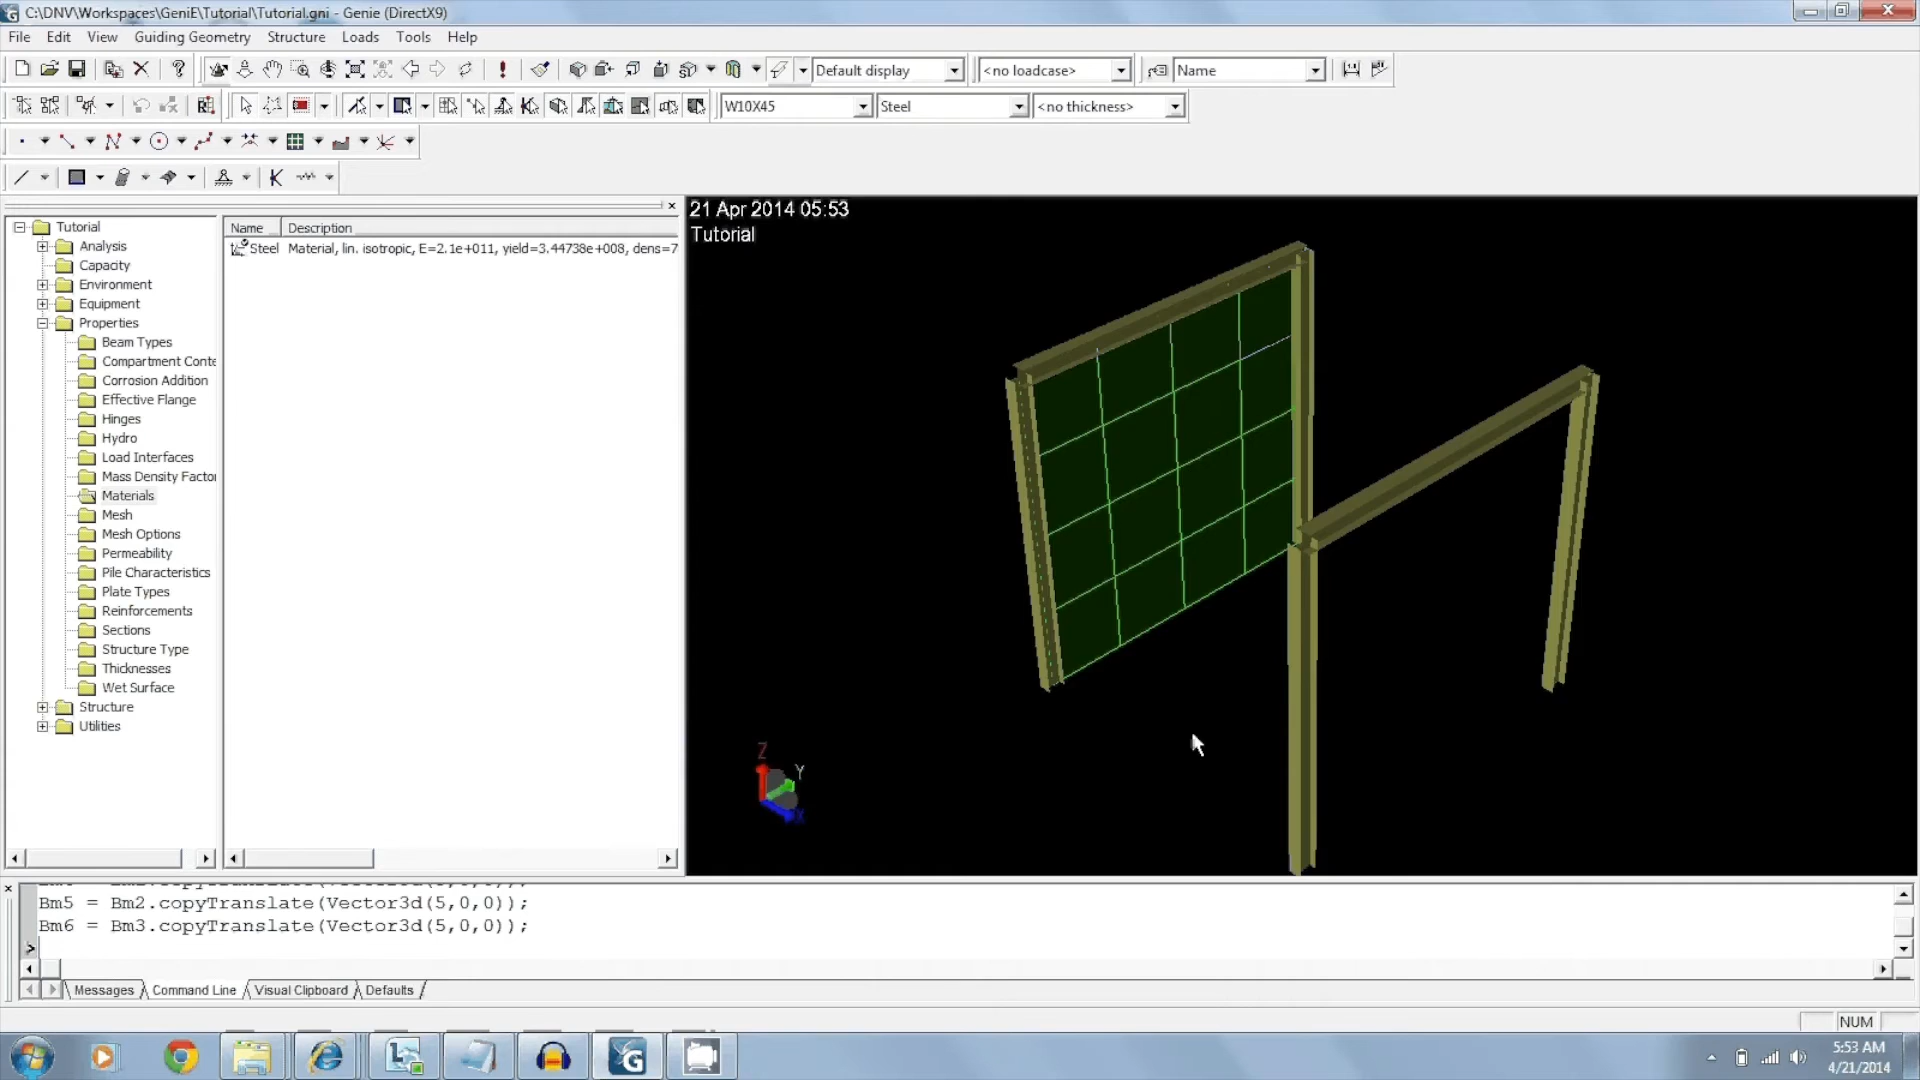 C:\DNV\Workspaces\GeniE\Tutorial\Tutorial.gni - Genie (DirectX9)
File Edit View Guiding Geometry Structure Loads Tools Help
Default display <no loadcase> Name
W10X45 Steel <no thickness>
Tutorial
Analysis
Capacity
Environment
Equipment
Properties
Beam Types
Compartment Conte
Corrosion Addition
Effective Flange
Hinges
Hydro
Load Interfaces
Mass Density Factor
Materials
Mesh
Mesh Options
Permeability
Pile Characteristics
Plate Types
Reinforcements
Sections
Structure Type
Thicknesses
Wet Surface
Structure
Utilities
Name Description
Steel Material, lin. isotropic, E=2.1e+011, yield=3.44738e+008, dens=7
21 Apr 2014 05:53
Tutorial
Z
Y
X
Bm5 = Bm2.copyTranslate(Vector3d(5,0,0));
Bm6 = Bm3.copyTranslate(Vector3d(5,0,0));
>
Messages Command Line Visual Clipboard Defaults
NUM
5:53 AM
4/21/2014